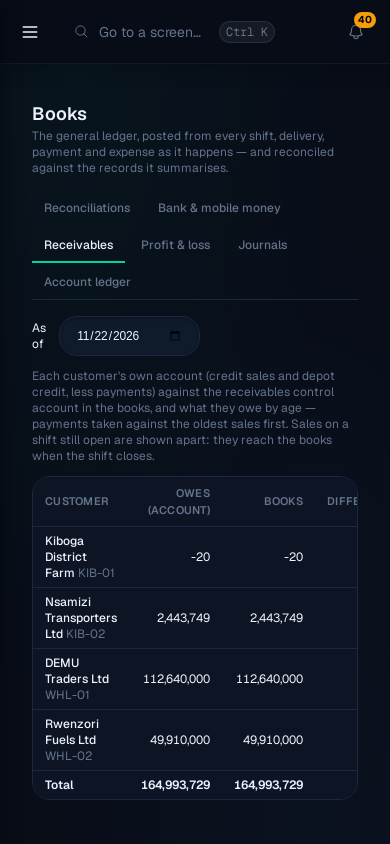 Go to a screen... Ctrl K 40
Books
The general ledger, posted from every shift, delivery,
payment and expense as it happens — and reconciled
against the records it summarises.
Reconciliations Bank & mobile money
Receivables Profit & loss Journals
Account ledger
As
of 11/22/2026
Each customer's own account (credit sales and depot
credit, less payments) against the receivables control
account in the books, and what they owe by age —
payments taken against the oldest sales first. Sales on a
shift still open are shown apart: they reach the books
when the shift closes.
CUSTOMER OWES (ACCOUNT) BOOKS DIFFE
Kiboga
District
Farm KIB-01 -20 -20
Nsamizi
Transporters
Ltd KIB-02 2,443,749 2,443,749
DEMU
Traders Ltd
WHL-01 112,640,000 112,640,000
Rwenzori
Fuels Ltd
WHL-02 49,910,000 49,910,000
Total 164,993,729 164,993,729